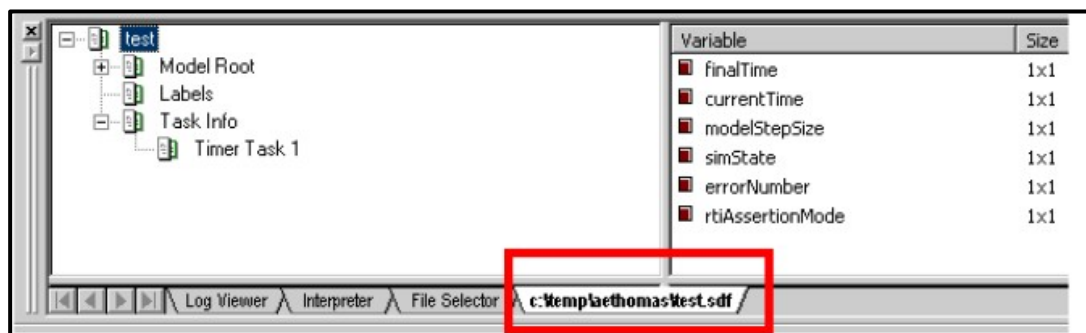 test
Model Root
Labels
Task Info
Timer Task 1
Variable Size
finalTime 1x1
currentTime 1x1
modelStepSize 1x1
simState 1x1
errorNumber 1x1
rtiAssertionMode 1x1
Log Viewer Interpreter File Selector c:\temp\aethomas\test.sdf